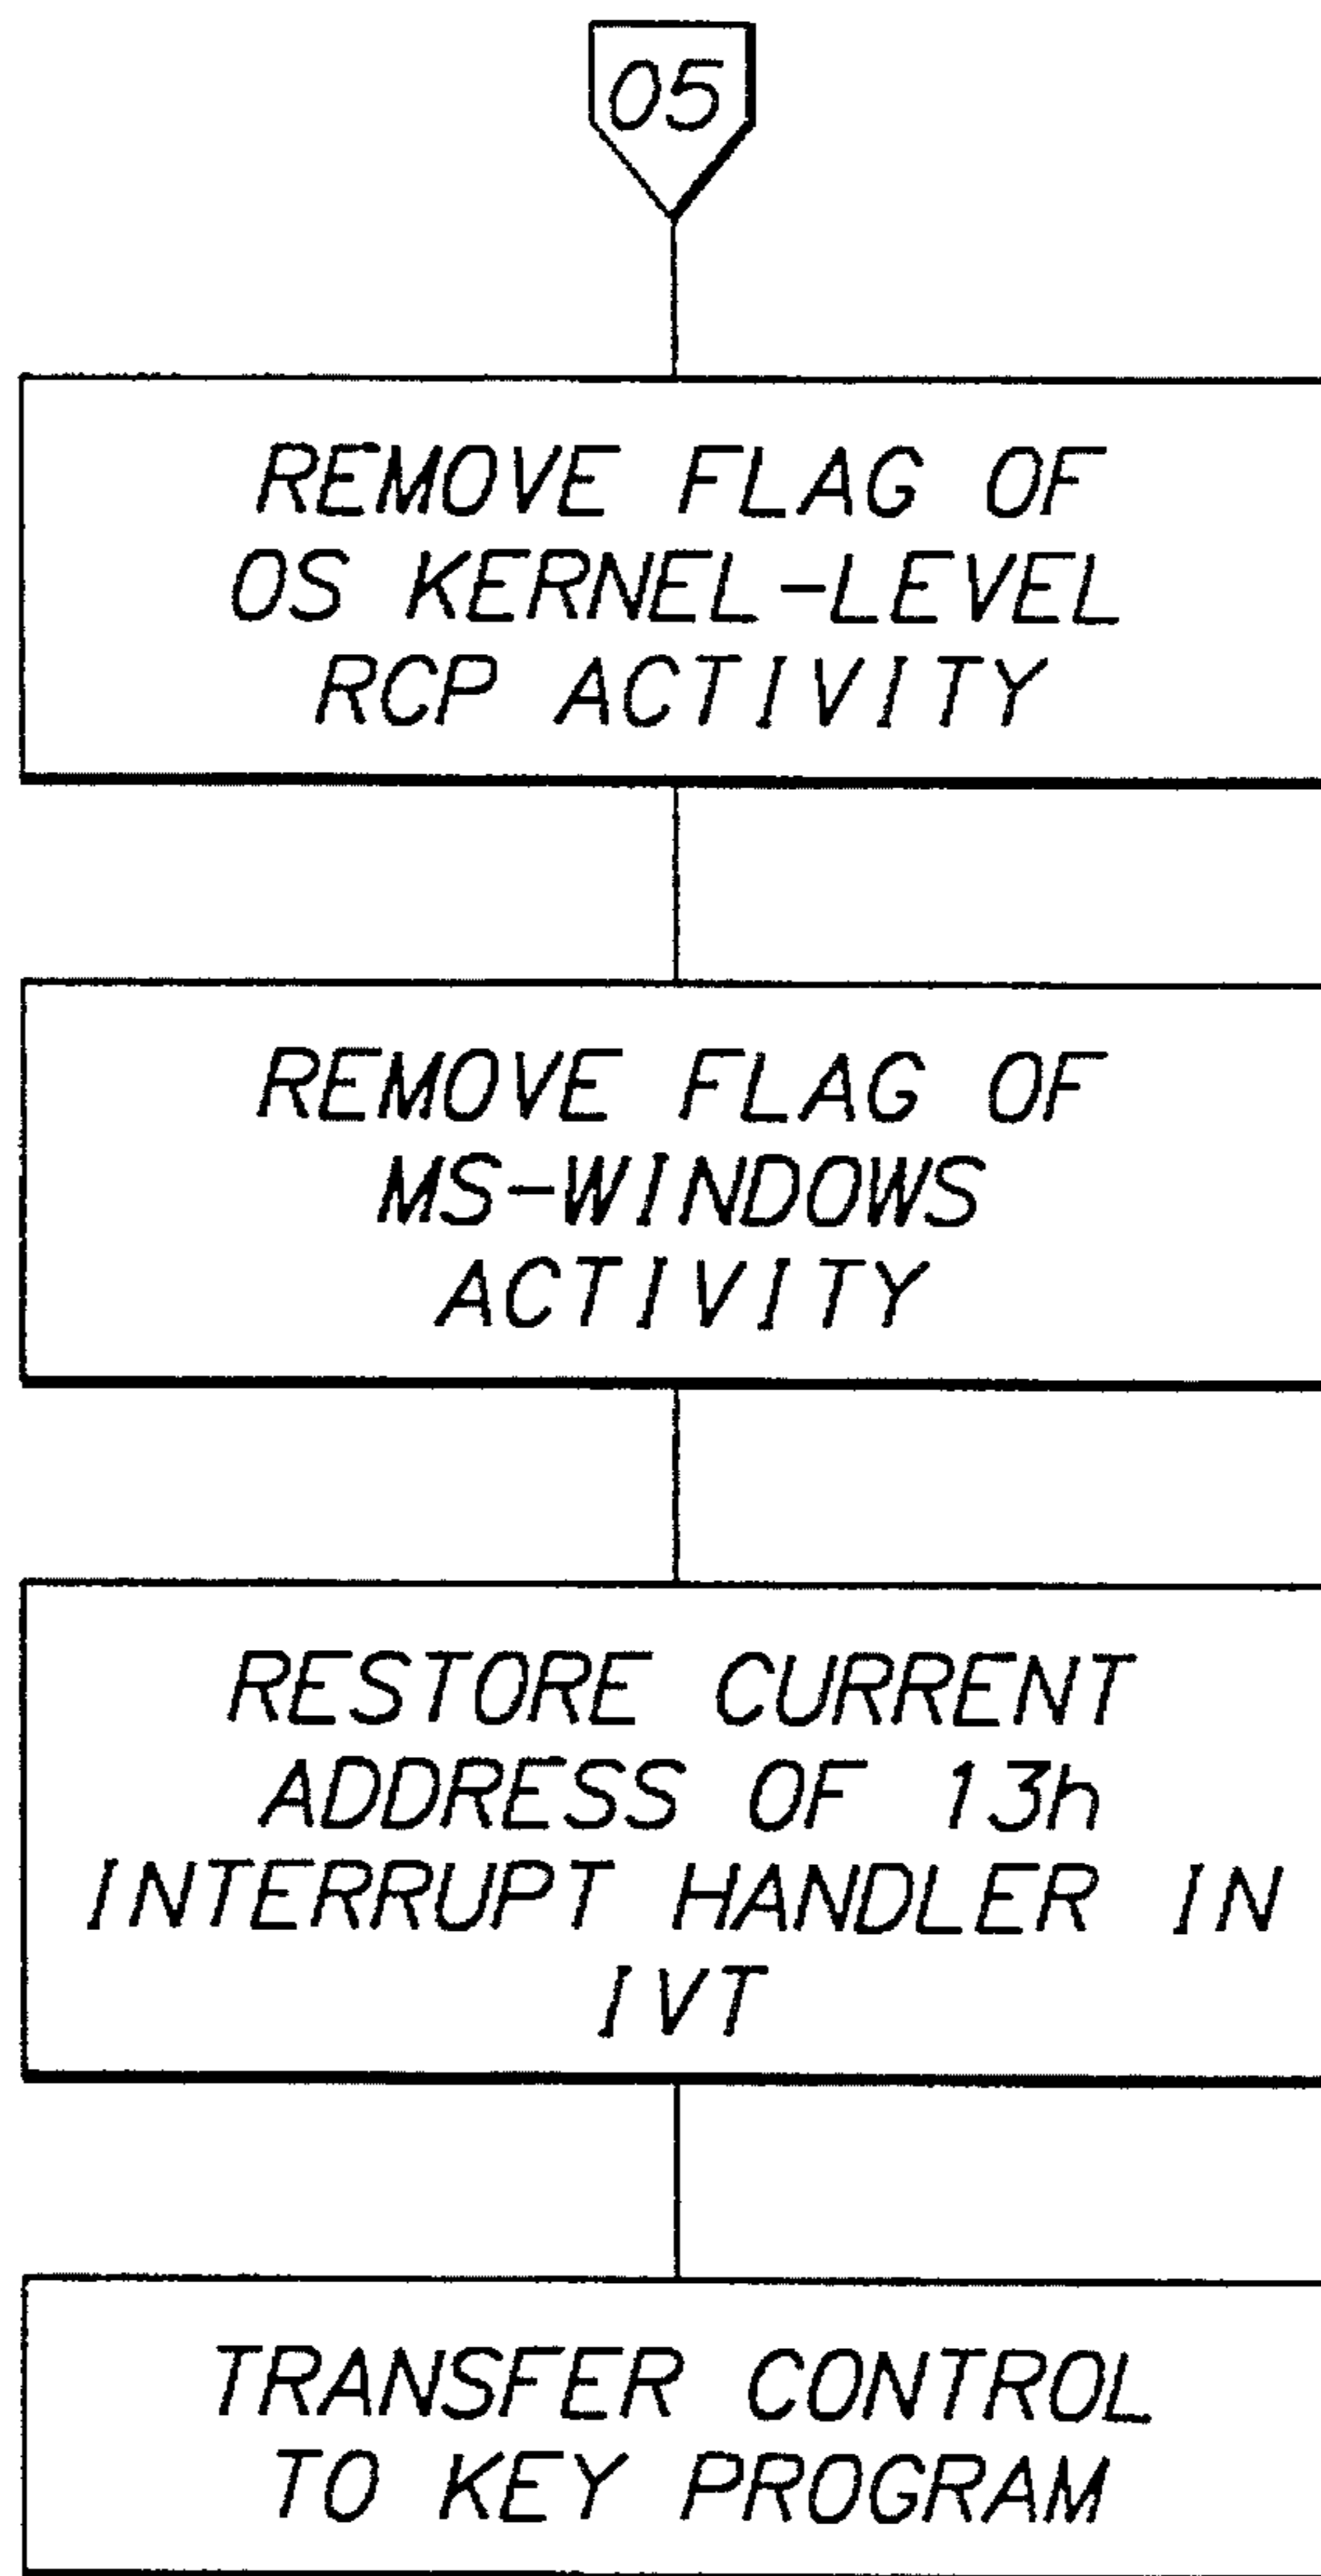 05
REMOVE FLAG OF
OS KERNEL-LEVEL
RCP ACTIVITY
REMOVE FLAG OF
MS-WINDOWS
ACTIVITY
RESTORE CURRENT
ADDRESS OF 13h
INTERRUPT HANDLER IN
IVT
TRANSFER CONTROL
TO KEY PROGRAM